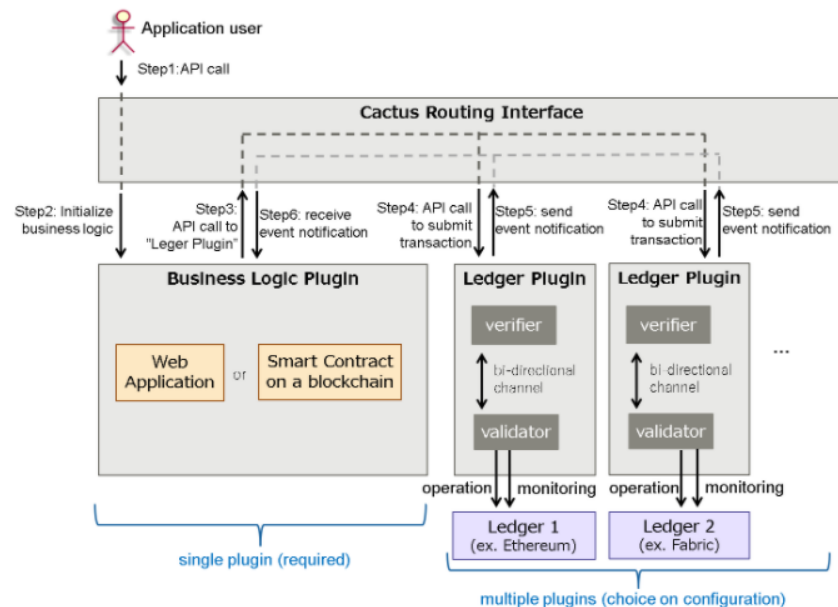 Application user
Step1:API call
Cactus Routing Interface
Step2: Initialize
business logic
Step3:
API call to
"Leger Plugin"
Step6: receive
event notification
Step4: API call
to submit
transaction
Step5: send
event notification
Step4: API call
to submit
transaction
Step5: send
event notification
Business Logic Plugin
Web
Application
or
Smart Contract
on a blockchain
Ledger Plugin
verifier
bi-directional
channel
validator
operation
monitoring
Ledger Plugin
verifier
bi-directional
channel
validator
operation
monitoring
...
Ledger 1
(ex. Ethereum)
Ledger 2
(ex. Fabric)
single plugin (required)
multiple plugins (choice on configuration)